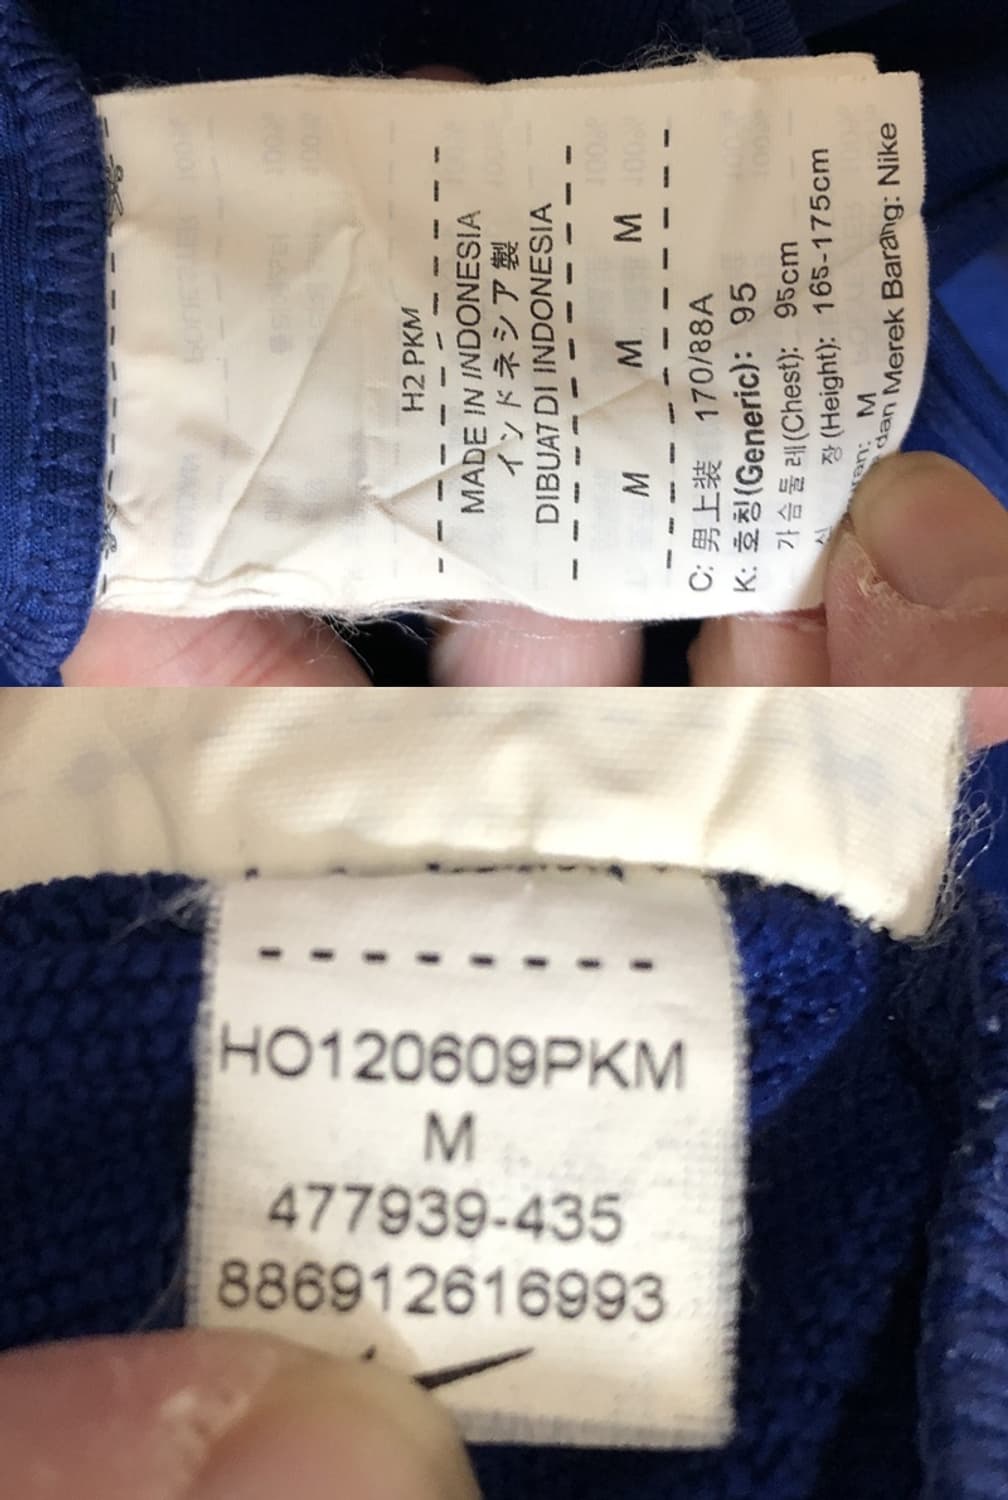 H2 PKM
MADE IN INDONESIA
インドネシア製
DIBUAT DI INDONESIA
M M M
C: 男上装 170/88A
K: 호칭(Generic): 95
가슴둘레(Chest): 95cm
신 장(Height): 165-175cm
M
dan Merek Barang: Nike
HO120609PKM
M
477939-435
886912616993